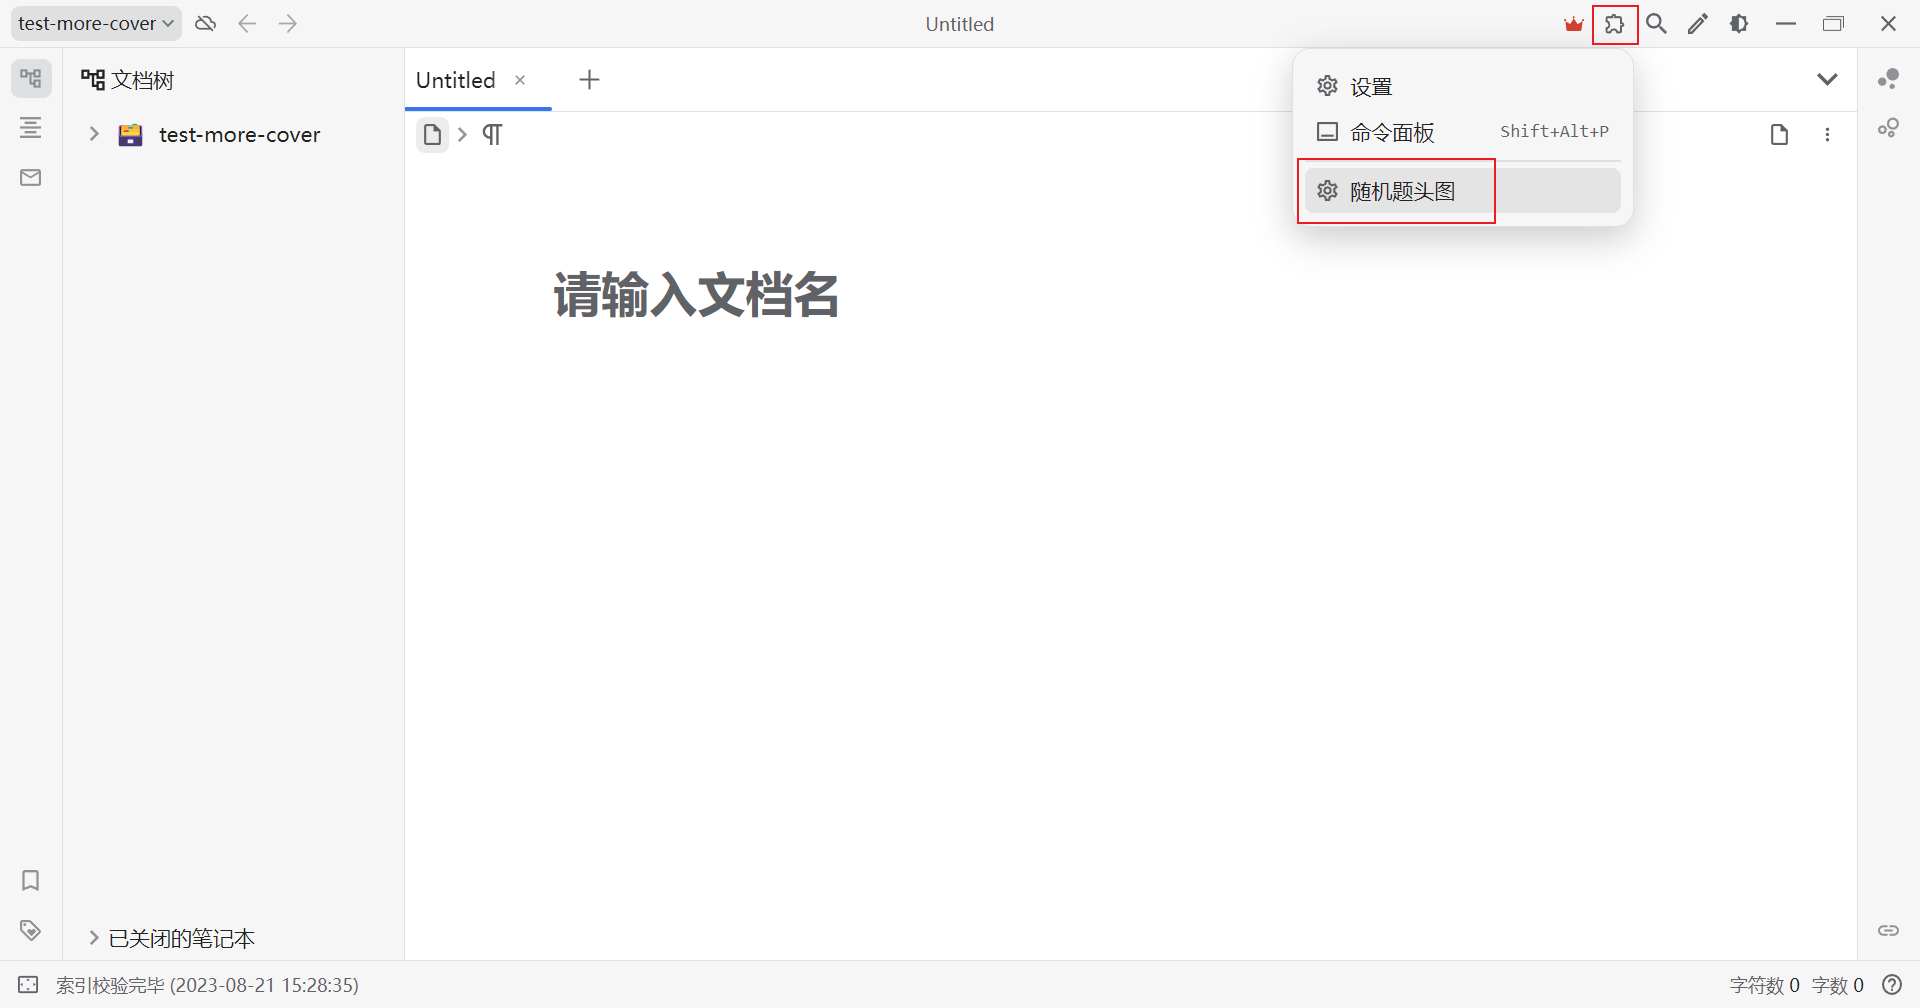 test-more-cover
Untitled
文档树
test-more-cover
Untitled
设置
命令面板 Shift+Alt+P
随机题头图
请输入文档名
已关闭的笔记本
索引校验完毕 (2023-08-21 15:28:35)
字符数 0 字数 0